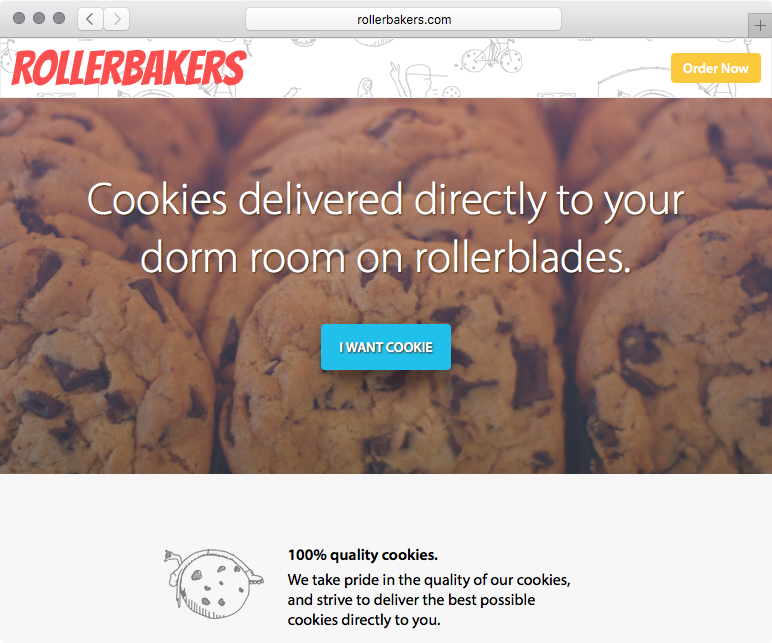 rollerbakers.com
ROLLERBAKERS
Order Now
Cookies delivered directly to your
dorm room on rollerblades.
I WANT COOKIE
100% quality cookies.
We take pride in the quality of our cookies,
and strive to deliver the best possible
cookies directly to you.